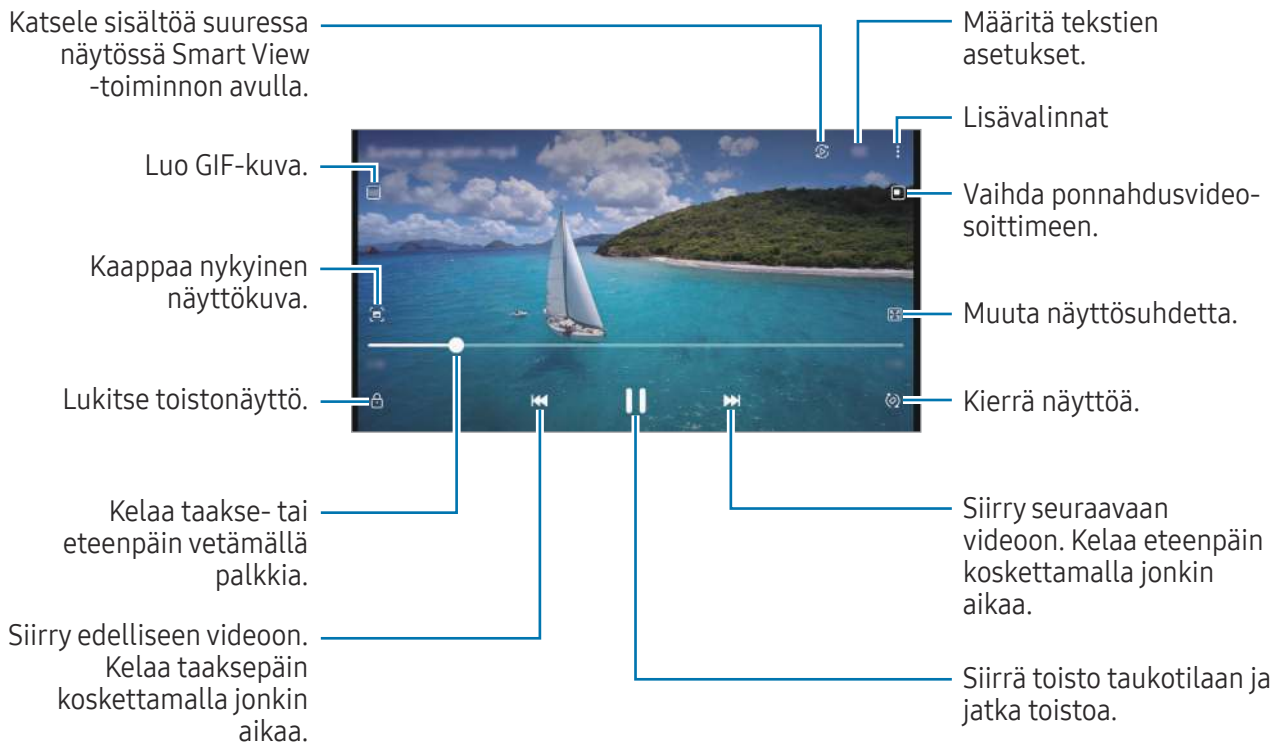 Katsele sisältöä suuressa
näytössä Smart View
-toiminnon avulla.
Luo GIF-kuva.
Kaappaa nykyinen
näyttökuva.
Lukitse toistonäyttö.
Kelaa taakse- tai
eteenpäin vetämällä
palkkia.
Siirry edelliseen videoon.
Kelaa taaksepäin
koskettamalla jonkin
aikaa.
Määritä tekstien
asetukset.
Lisävalinnat
Vaihda ponnahdusvideo-
soittimeen.
Muuta näyttösuhdetta.
Kierrä näyttöä.
Siirry seuraavaan
videoon. Kelaa eteenpäin
koskettamalla jonkin
aikaa.
Siirrä toisto taukotilaan ja
jatka toistoa.